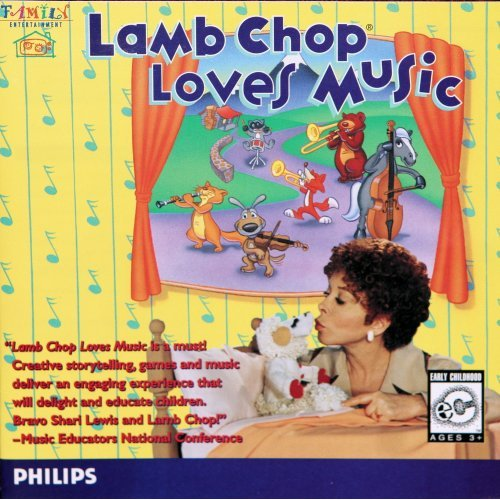 FAMILY
ENTERTAINMENT
Lamb Chop®
Loves Music
"Lamb Chop Loves Music is a must!
Creative storytelling, games and music
deliver an engaging experience that
will delight and educate children.
Bravo Shari Lewis and Lamb Chop!"
–Music Educators National Conference
EARLY CHILDHOOD
eC
AGES 3+
PHILIPS